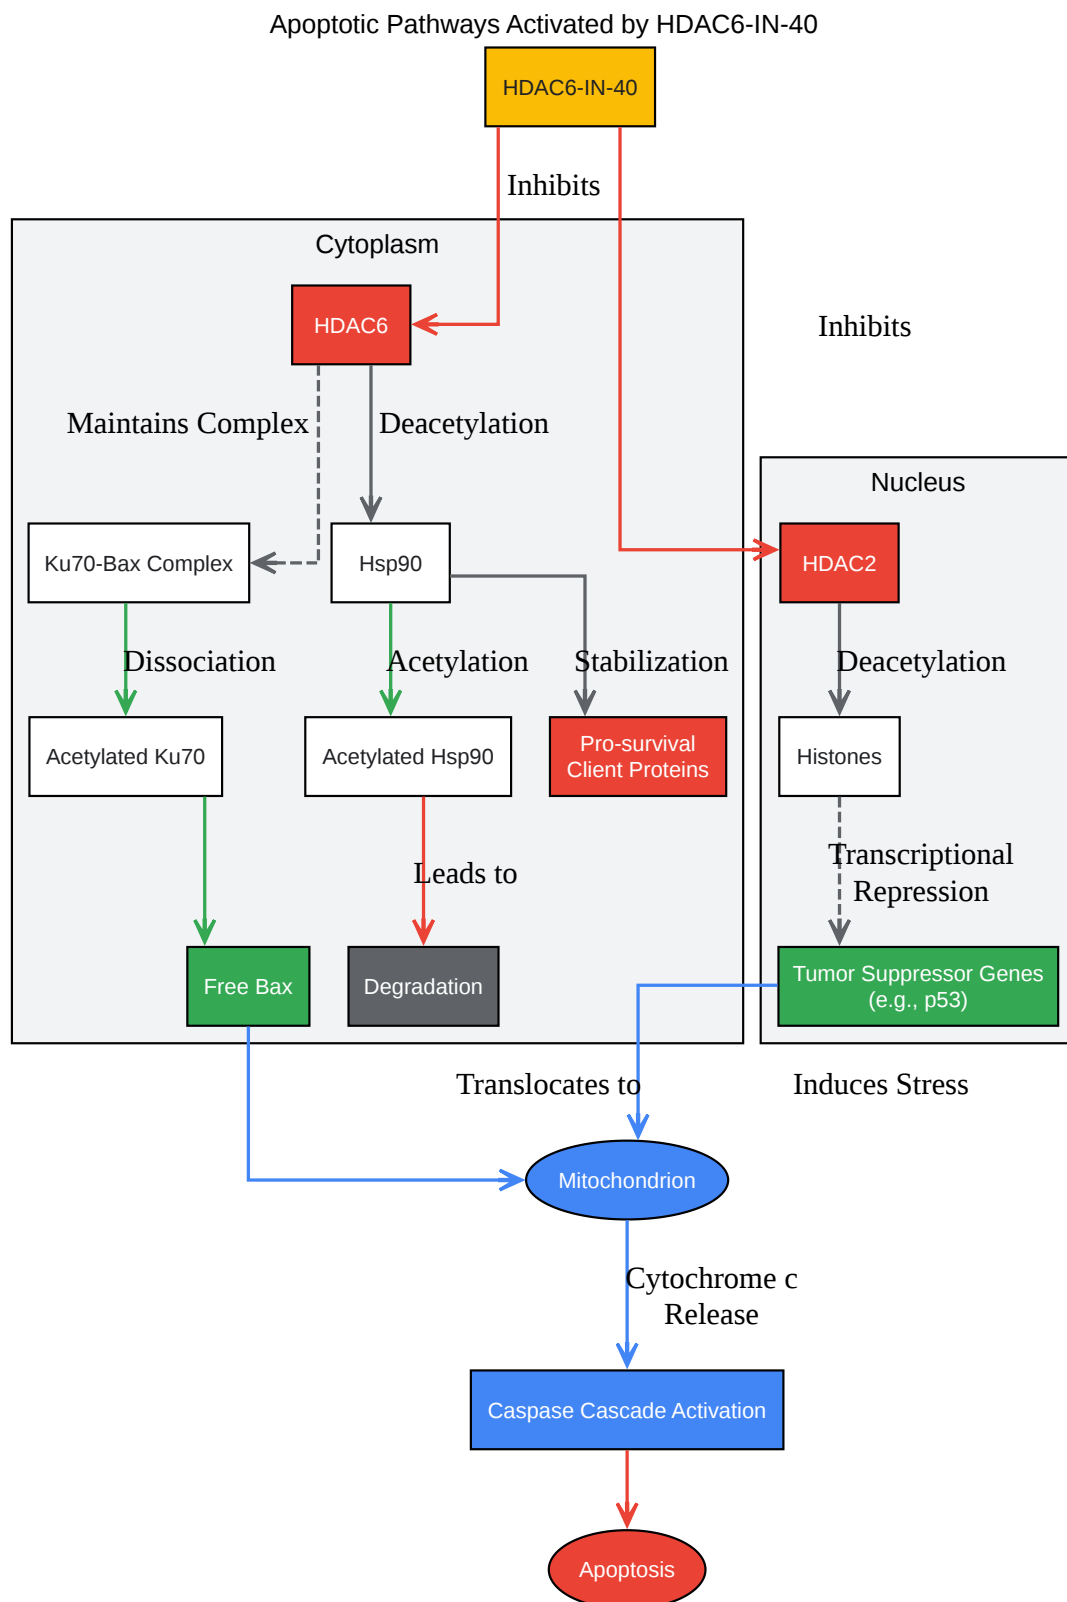 Apoptotic Pathways Activated by HDAC6-IN-40
HDAC6-IN-40
Inhibits
Cytoplasm
HDAC6
Inhibits
Maintains Complex
Deacetylation
Nucleus
Ku70-Bax Complex
Hsp90
HDAC2
Dissociation
Acetylation
Stabilization
Deacetylation
Acetylated Ku70
Acetylated Hsp90
Pro-survival
Client Proteins
Histones
Leads to
Transcriptional
Repression
Free Bax
Degradation
Tumor Suppressor Genes
(e.g., p53)
Translocates to
Induces Stress
Mitochondrion
Cytochrome c
Release
Caspase Cascade Activation
Apoptosis